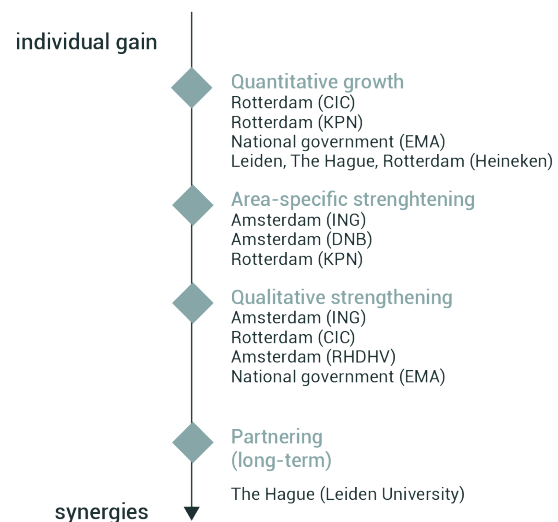 individual gain
Quantitative growth
Rotterdam (CIC)
Rotterdam (KPN)
National government (EMA)
Leiden, The Hague, Rotterdam (Heineken)
Area-specific strenghtening
Amsterdam (ING)
Amsterdam (DNB)
Rotterdam (KPN)
Qualitative strengthening
Amsterdam (ING)
Rotterdam (CIC)
Amsterdam (RHDHV)
National government (EMA)
Partnering
(long-term)
The Hague (Leiden University)
synergies